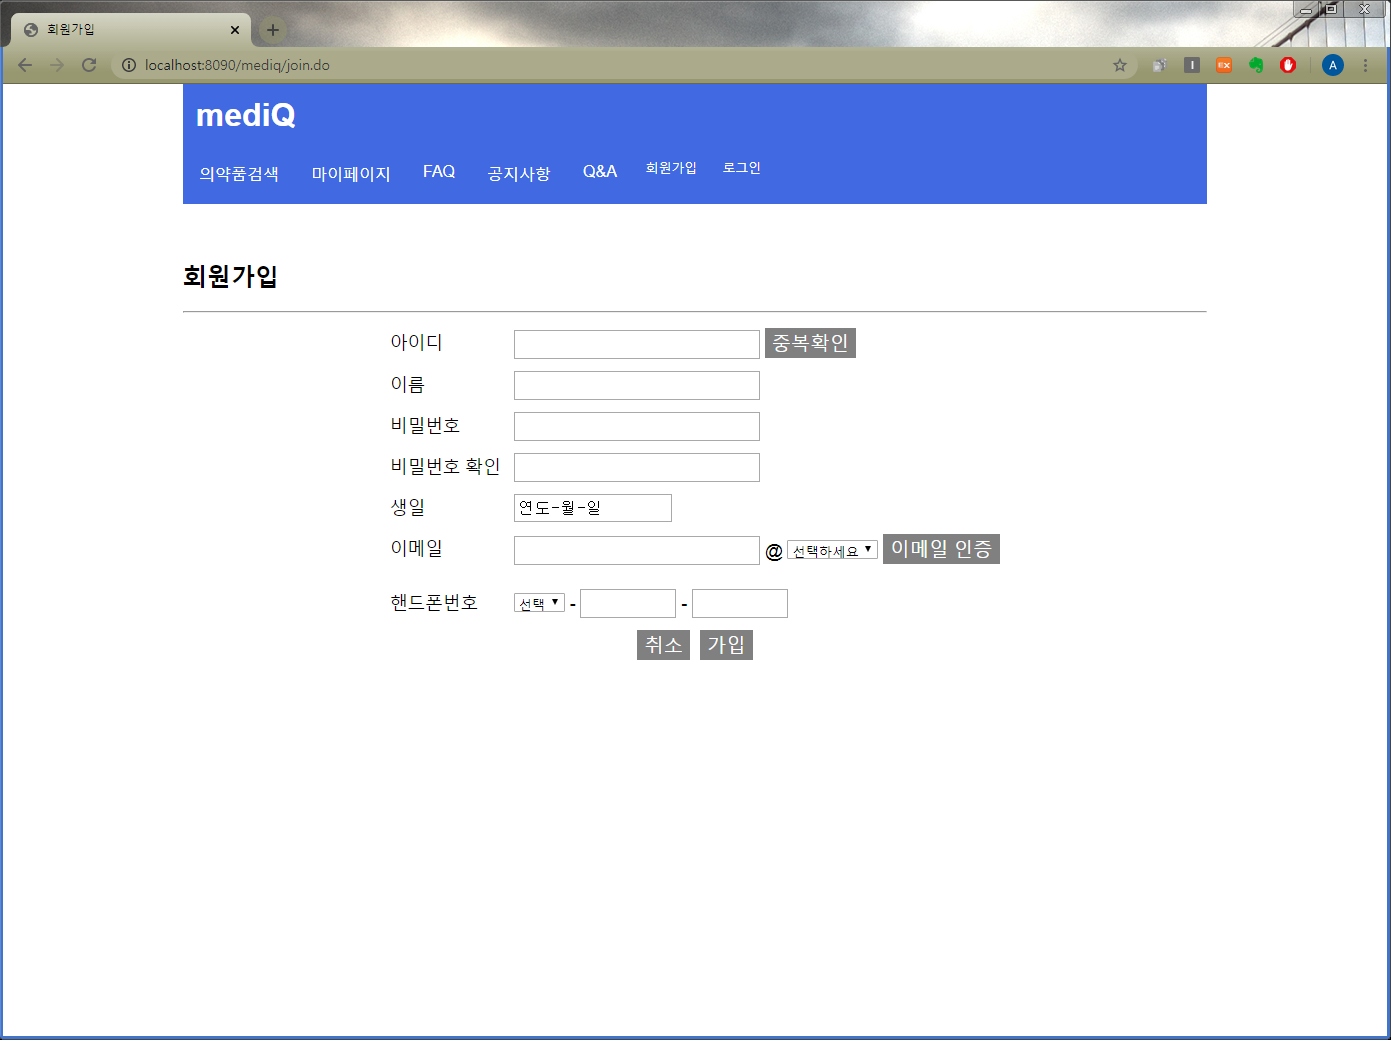 회원가입
localhost:8090/mediq/join.do
A
mediQ
의약품검색 마이페이지 FAQ 공지사항 Q&A 회원가입 로그인
회원가입
아이디 중복확인
이름
비밀번호
비밀번호 확인
생일 연도-월-일
이메일 @ 선택하세요 이메일 인증
핸드폰번호 선택 - -
취소 가입